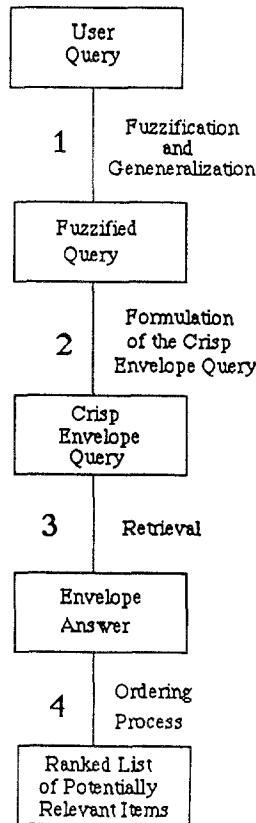 User
Query
1
Fuzzification
and
Geneneralization
Fuzzified
Query
2
Formulation
of the Crisp
Envelope Query
Crisp
Envelope
Query
3
Retrieval
Envelope
Answer
4
Ordering
Process
Ranked List
of Potentially
Relevant Items